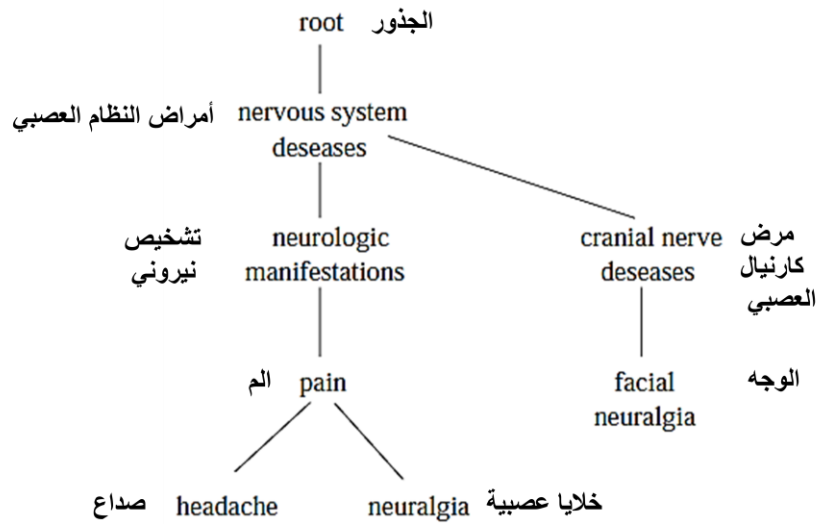 root الجذور
أمراض النظام العصبي nervous system
deseases
تشخيص neurologic
نيروني manifestations
cranial nerve مرض
deseases كارنيال
العصبي
الم pain
facial الوجه
neuralgia
صداع headache
neuralgia خلايا عصبية